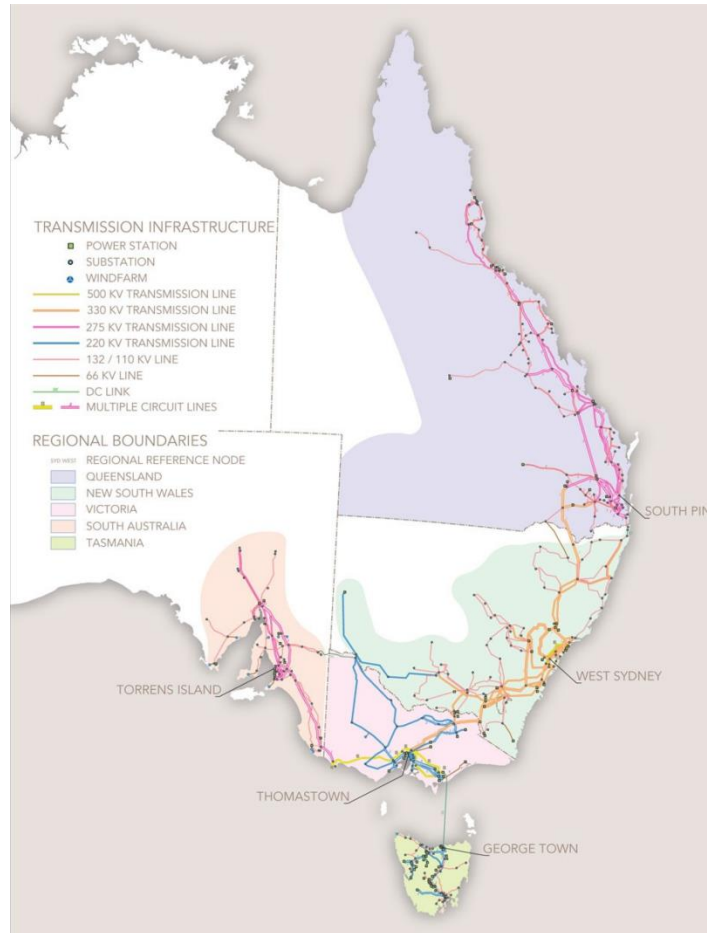 TRANSMISSION INFRASTRUCTURE
POWER STATION
SUBSTATION
WINDFARM
500 KV TRANSMISSION LINE
330 KV TRANSMISSION LINE
275 KV TRANSMISSION LINE
220 KV TRANSMISSION LINE
132 / 110 KV LINE
66 KV LINE
DC LINK
MULTIPLE CIRCUIT LINES
REGIONAL BOUNDARIES
SYD WEST REGIONAL REFERENCE NODE
QUEENSLAND
NEW SOUTH WALES
VICTORIA
SOUTH AUSTRALIA
TASMANIA
SOUTH PIN
WEST SYDNEY
TORRENS ISLAND
THOMASTOWN
GEORGE TOWN